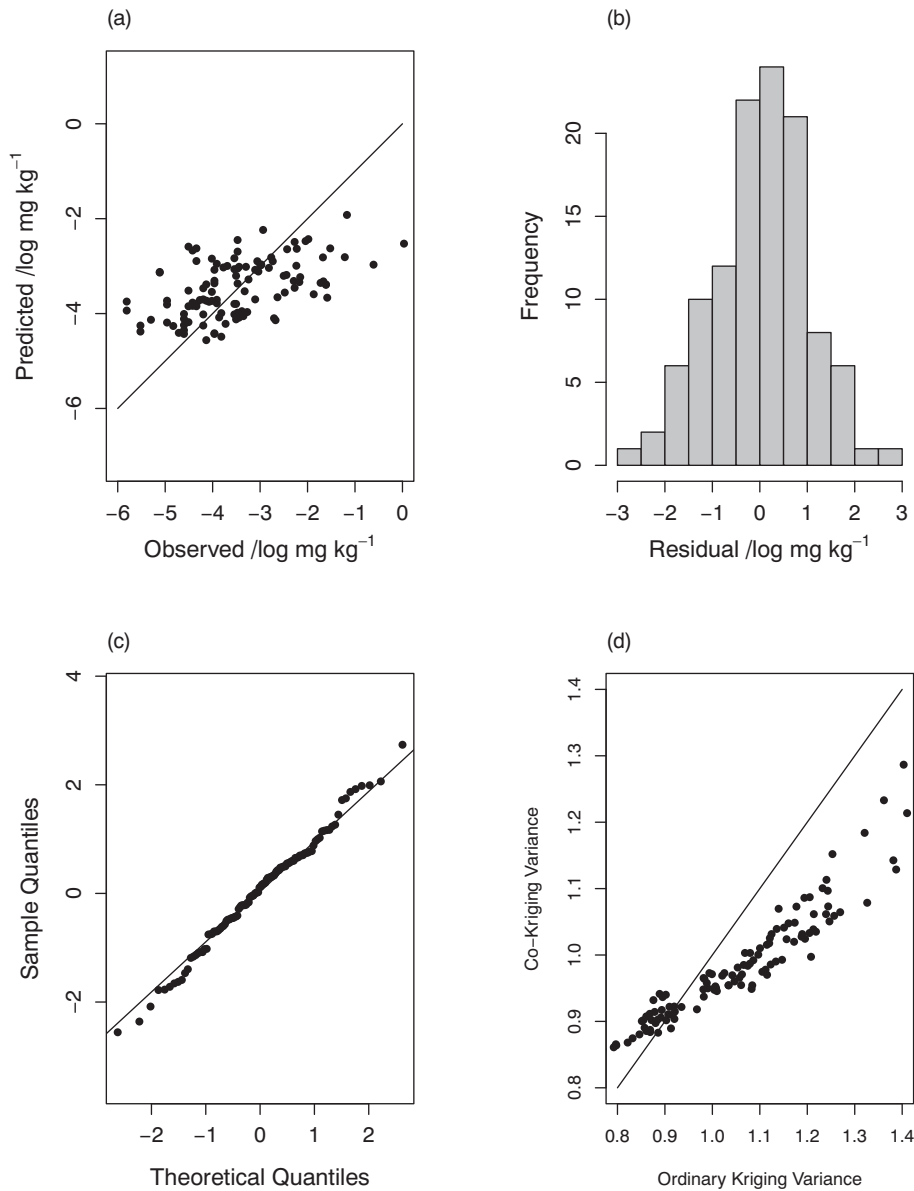 (a)
0
−2
−4
−6
Predicted /log mg kg⁻¹
−6 −5 −4 −3 −2 −1 0
Observed /log mg kg⁻¹
(b)
20
15
10
5
0
Frequency
−3 −2 −1 0 1 2 3
Residual /log mg kg⁻¹
(c)
4
2
0
−2
Sample Quantiles
−2 −1 0 1 2
Theoretical Quantiles
(d)
1.4
1.3
1.2
1.1
1.0
0.9
0.8
Co−Kriging Variance
0.8 0.9 1.0 1.1 1.2 1.3 1.4
Ordinary Kriging Variance